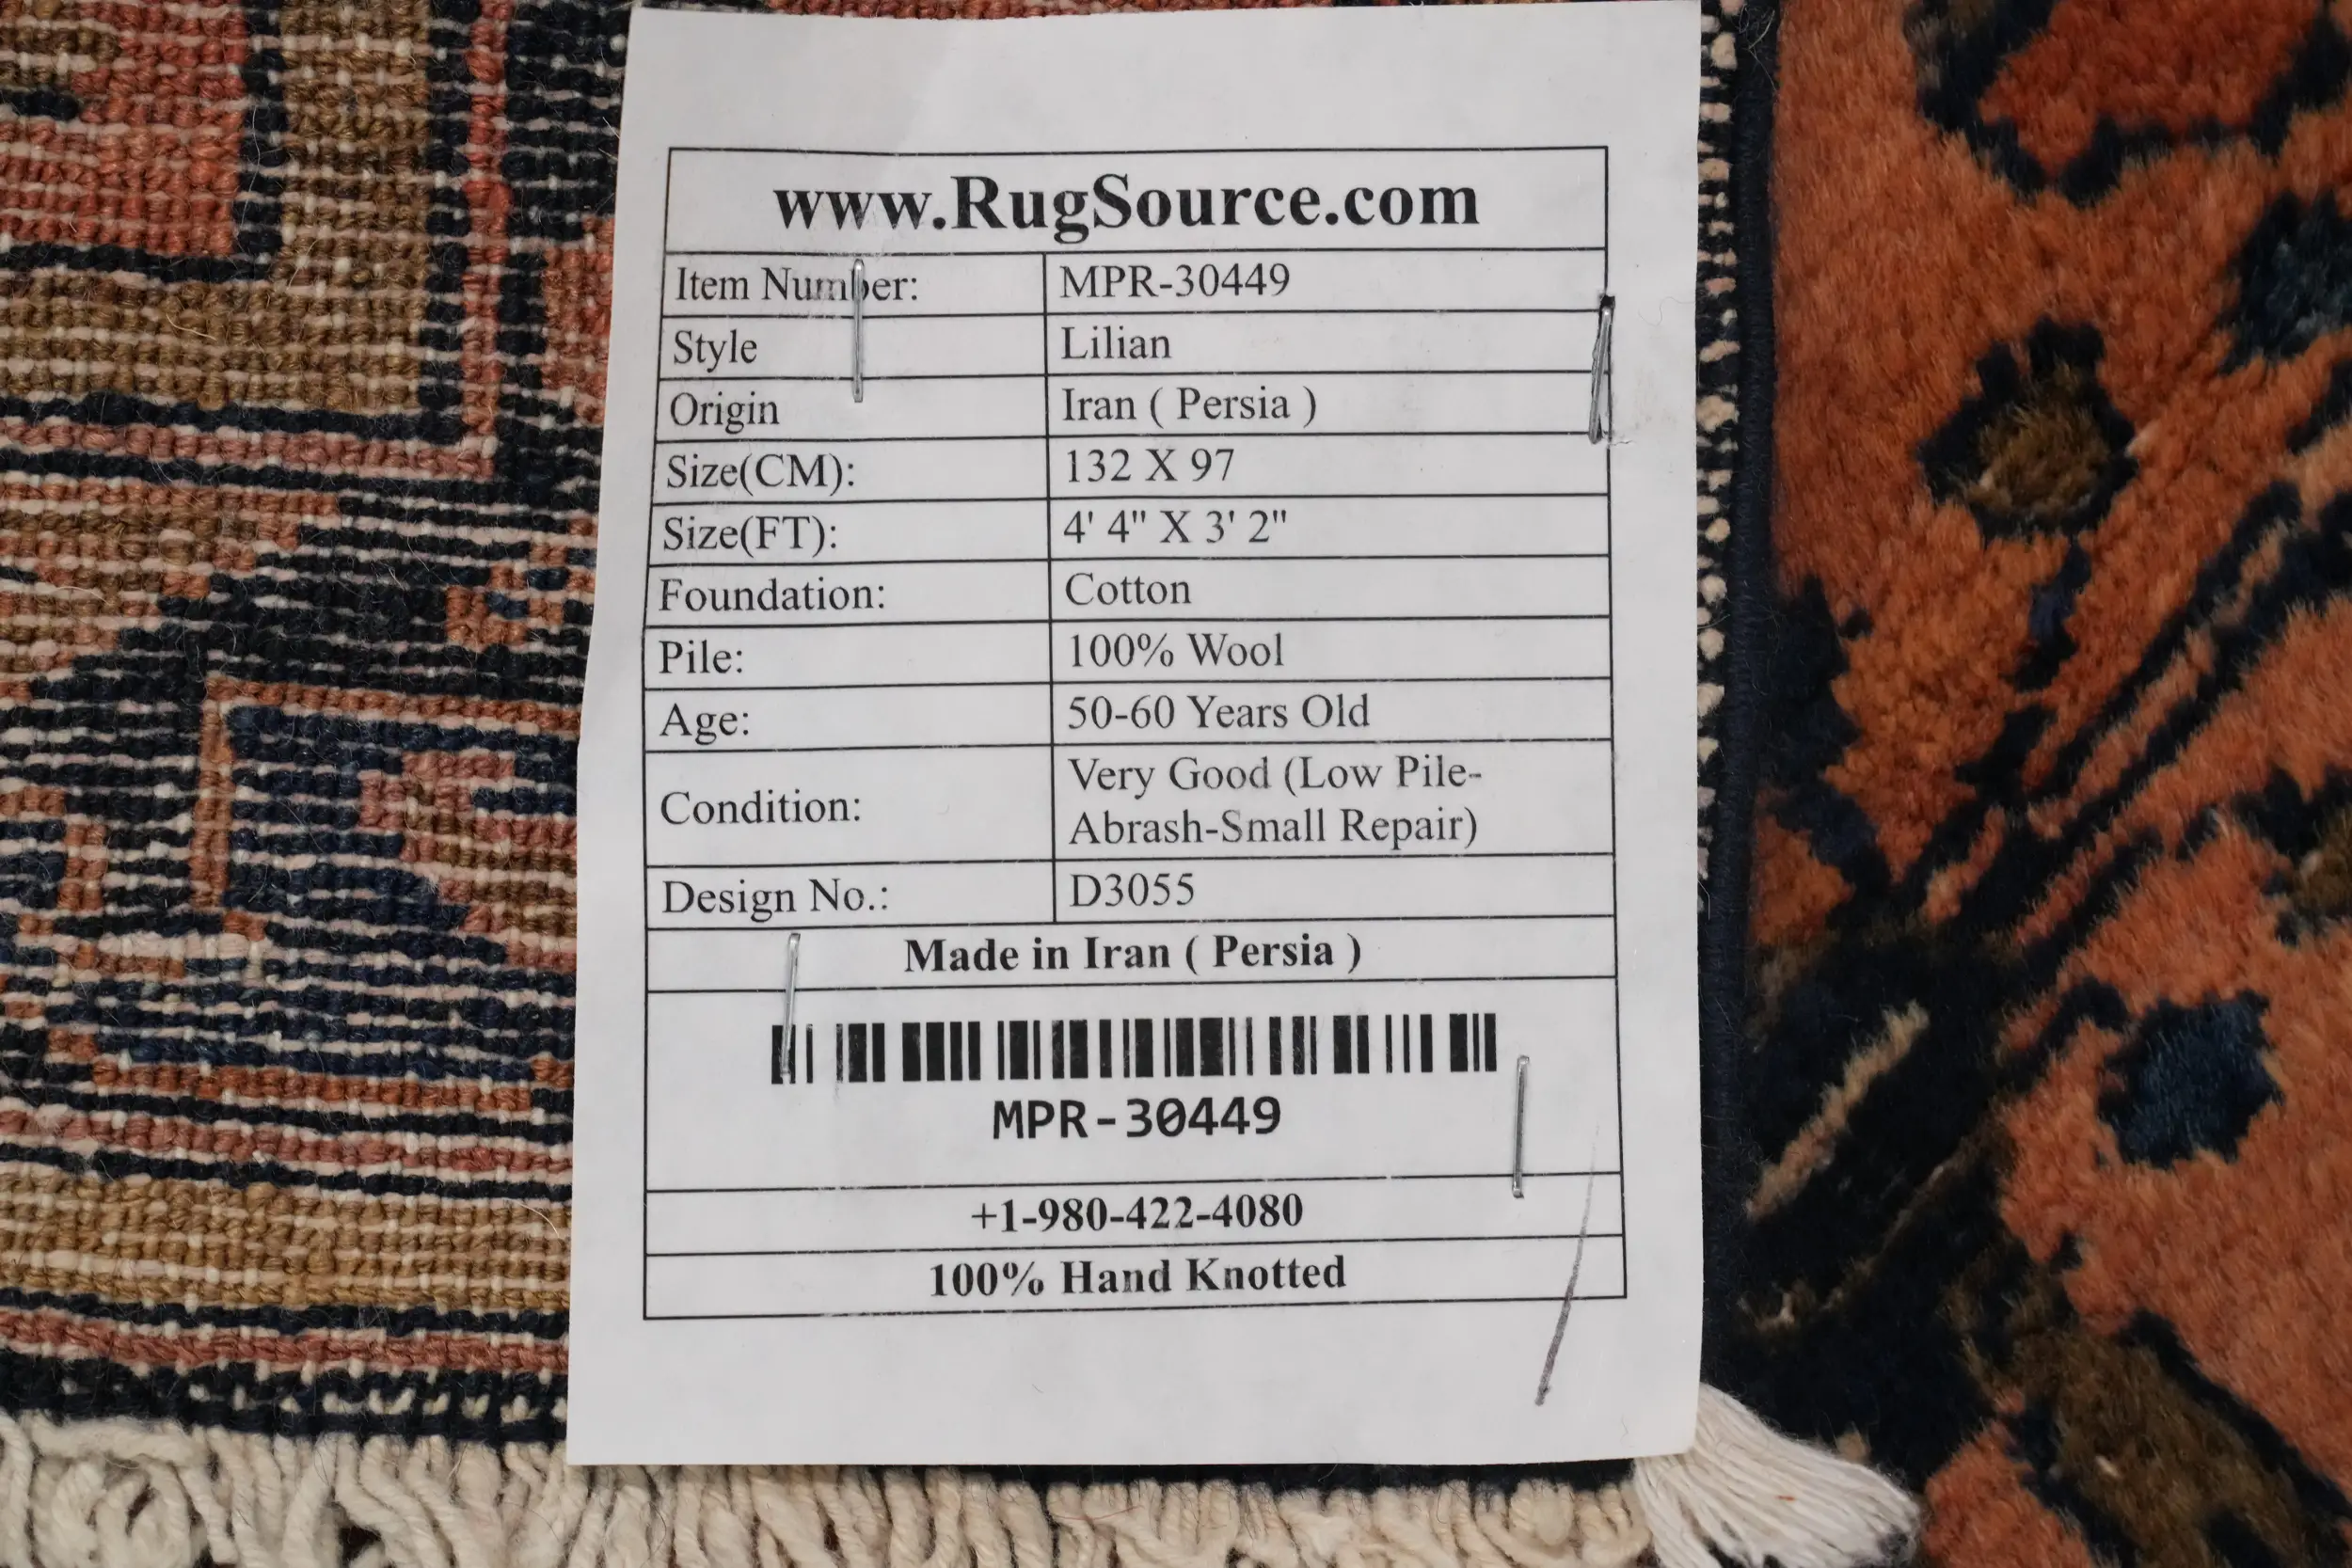 www.RugSource.com
Item Number: MPR-30449
Style Lilian
Origin Iran ( Persia )
Size(CM): 132 X 97
Size(FT): 4' 4" X 3' 2"
Foundation: Cotton
Pile: 100% Wool
Age: 50-60 Years Old
Condition: Very Good (Low Pile-
Abrash-Small Repair)
Design No.: D3055
Made in Iran ( Persia )
MPR-30449
+1-980-422-4080
100% Hand Knotted